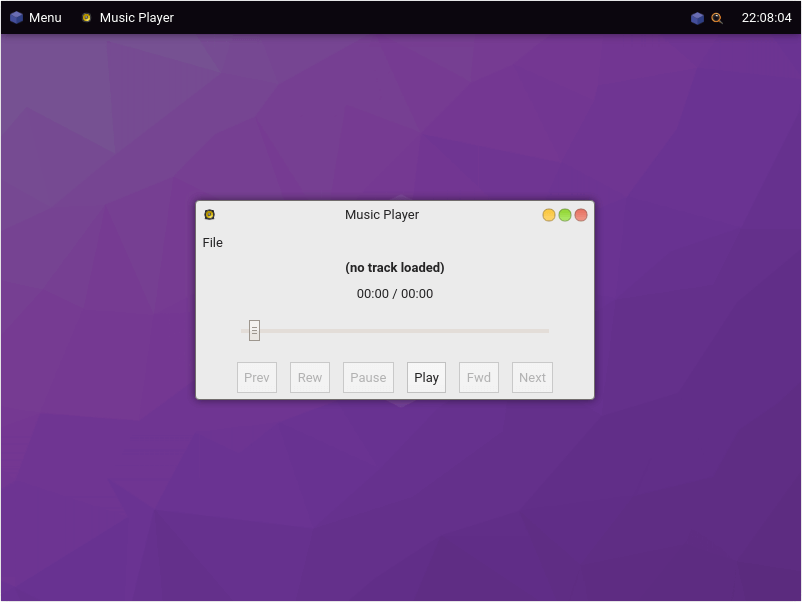 Menu Music Player 22:08:04
Music Player
File
(no track loaded)
00:00 / 00:00
Prev Rew Pause Play Fwd Next